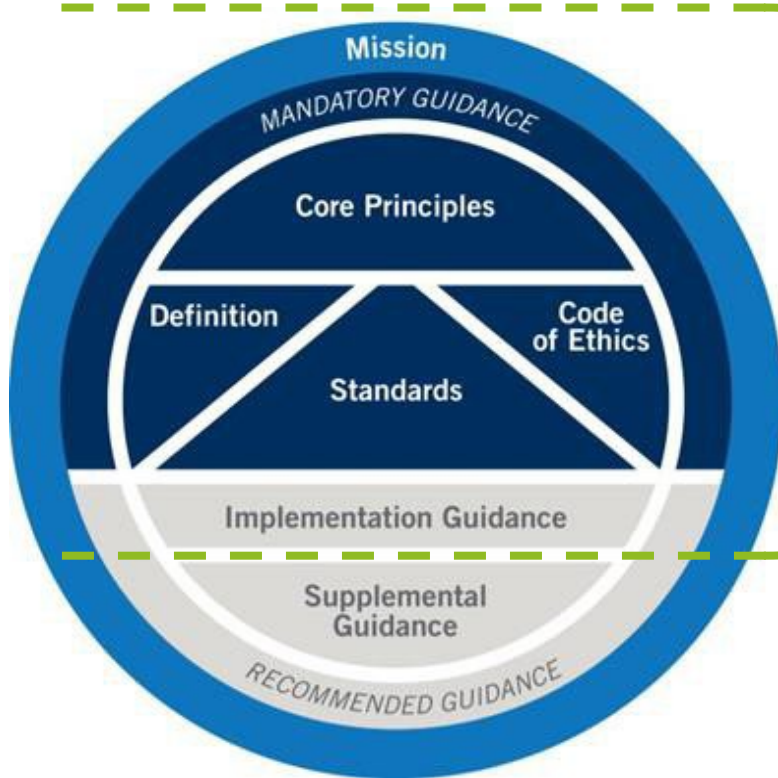 Mission
MANDATORY GUIDANCE
Core Principles
Definition
Code
of Ethics
Standards
Implementation Guidance
Supplemental
Guidance
RECOMMENDED GUIDANCE